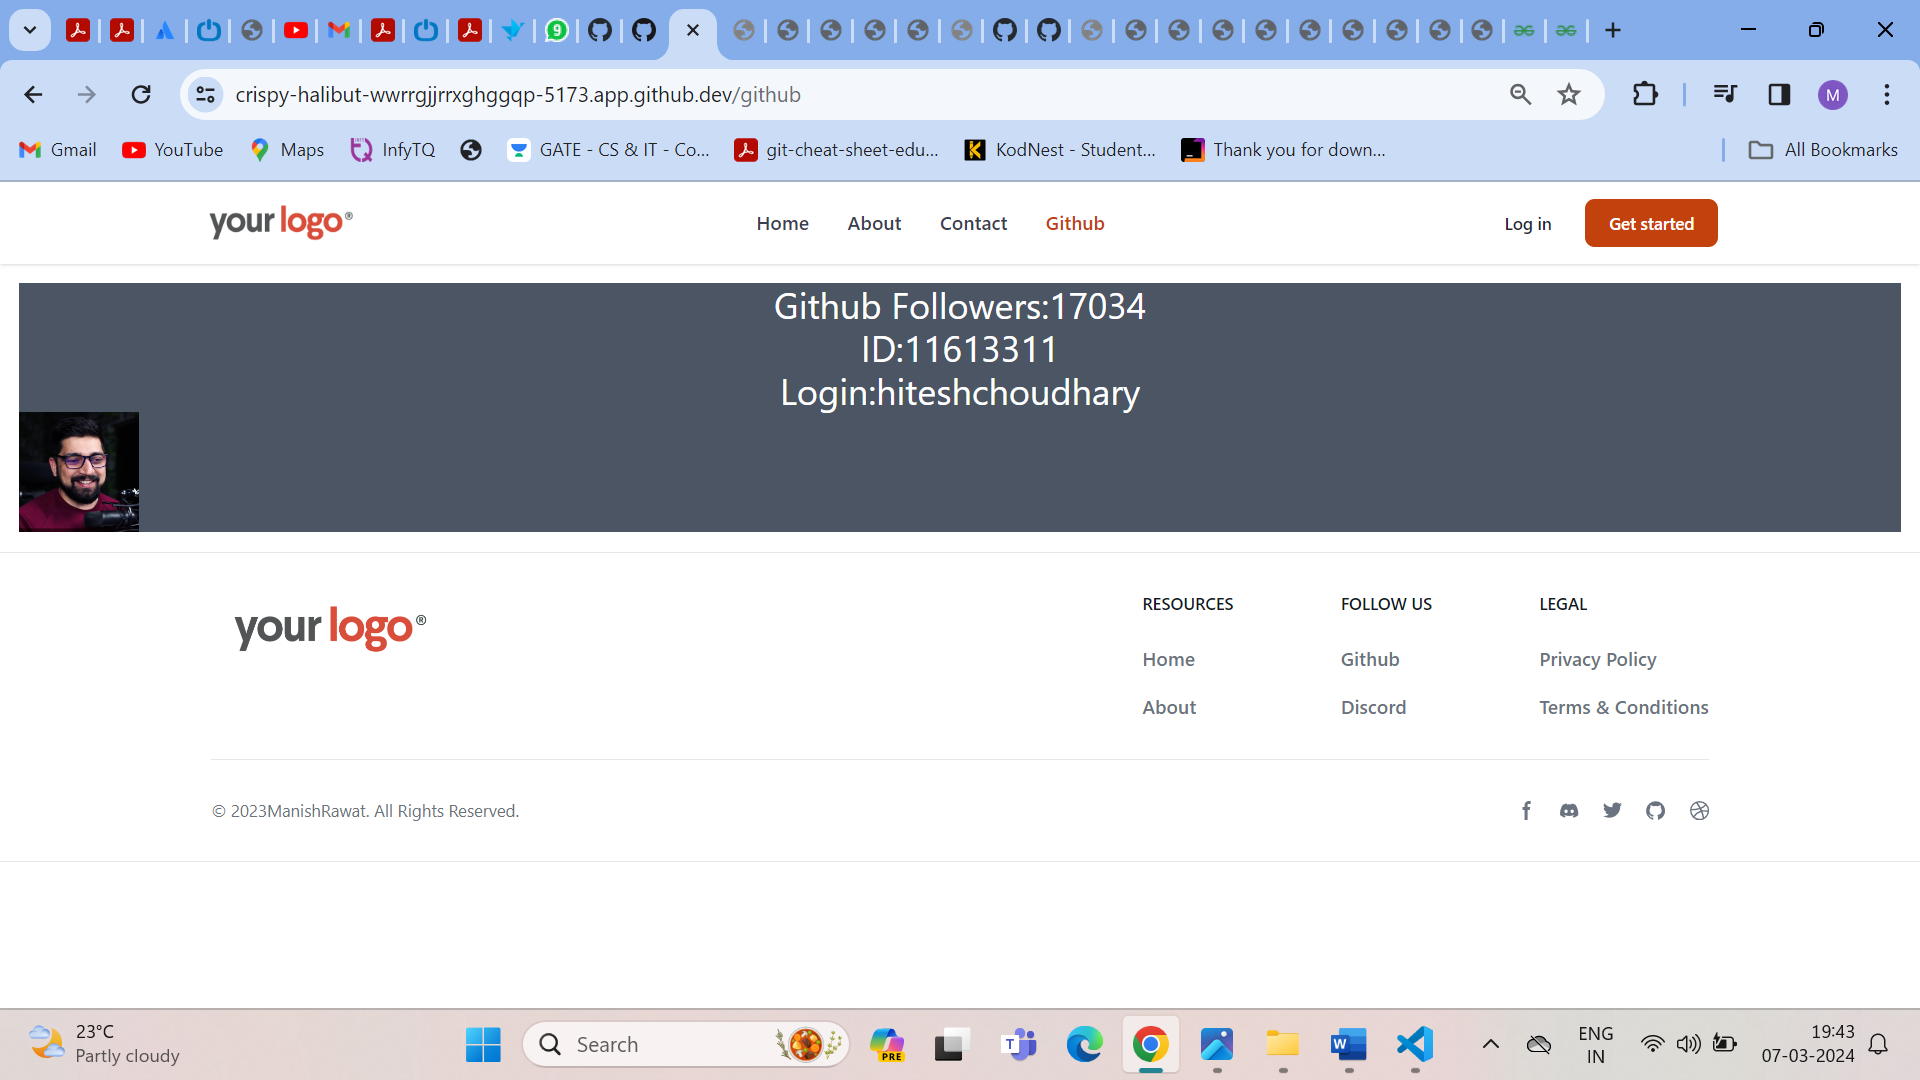 9
crispy-halibut-wwrrgjjrrxghggqp-5173.app.github.dev/github
M
Gmail
YouTube
Maps
InfyTQ
GATE - CS & IT - Co...
git-cheat-sheet-edu...
KodNest - Student...
Thank you for down...
All Bookmarks
your logo®
Home
About
Contact
Github
Log in
Get started
Github Followers:17034
ID:11613311
Login:hiteshchoudhary
your logo®
RESOURCES
Home
About
FOLLOW US
Github
Discord
LEGAL
Privacy Policy
Terms & Conditions
© 2023ManishRawat. All Rights Reserved.
23°C
Partly cloudy
Search
PRE
ENG
IN
19:43
07-03-2024